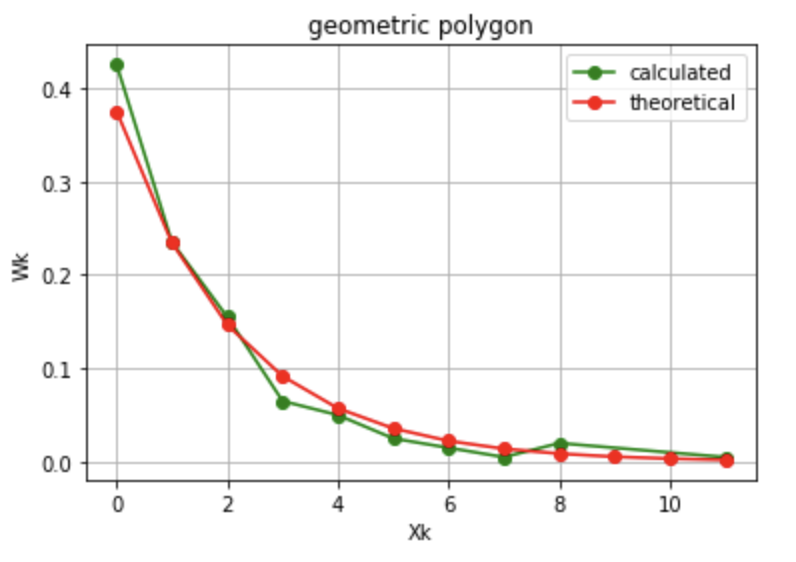 geometric polygon
calculated
theoretical
0.4
0.3
0.2
0.1
0.0
Wk
0 2 4 6 8 10
Xk